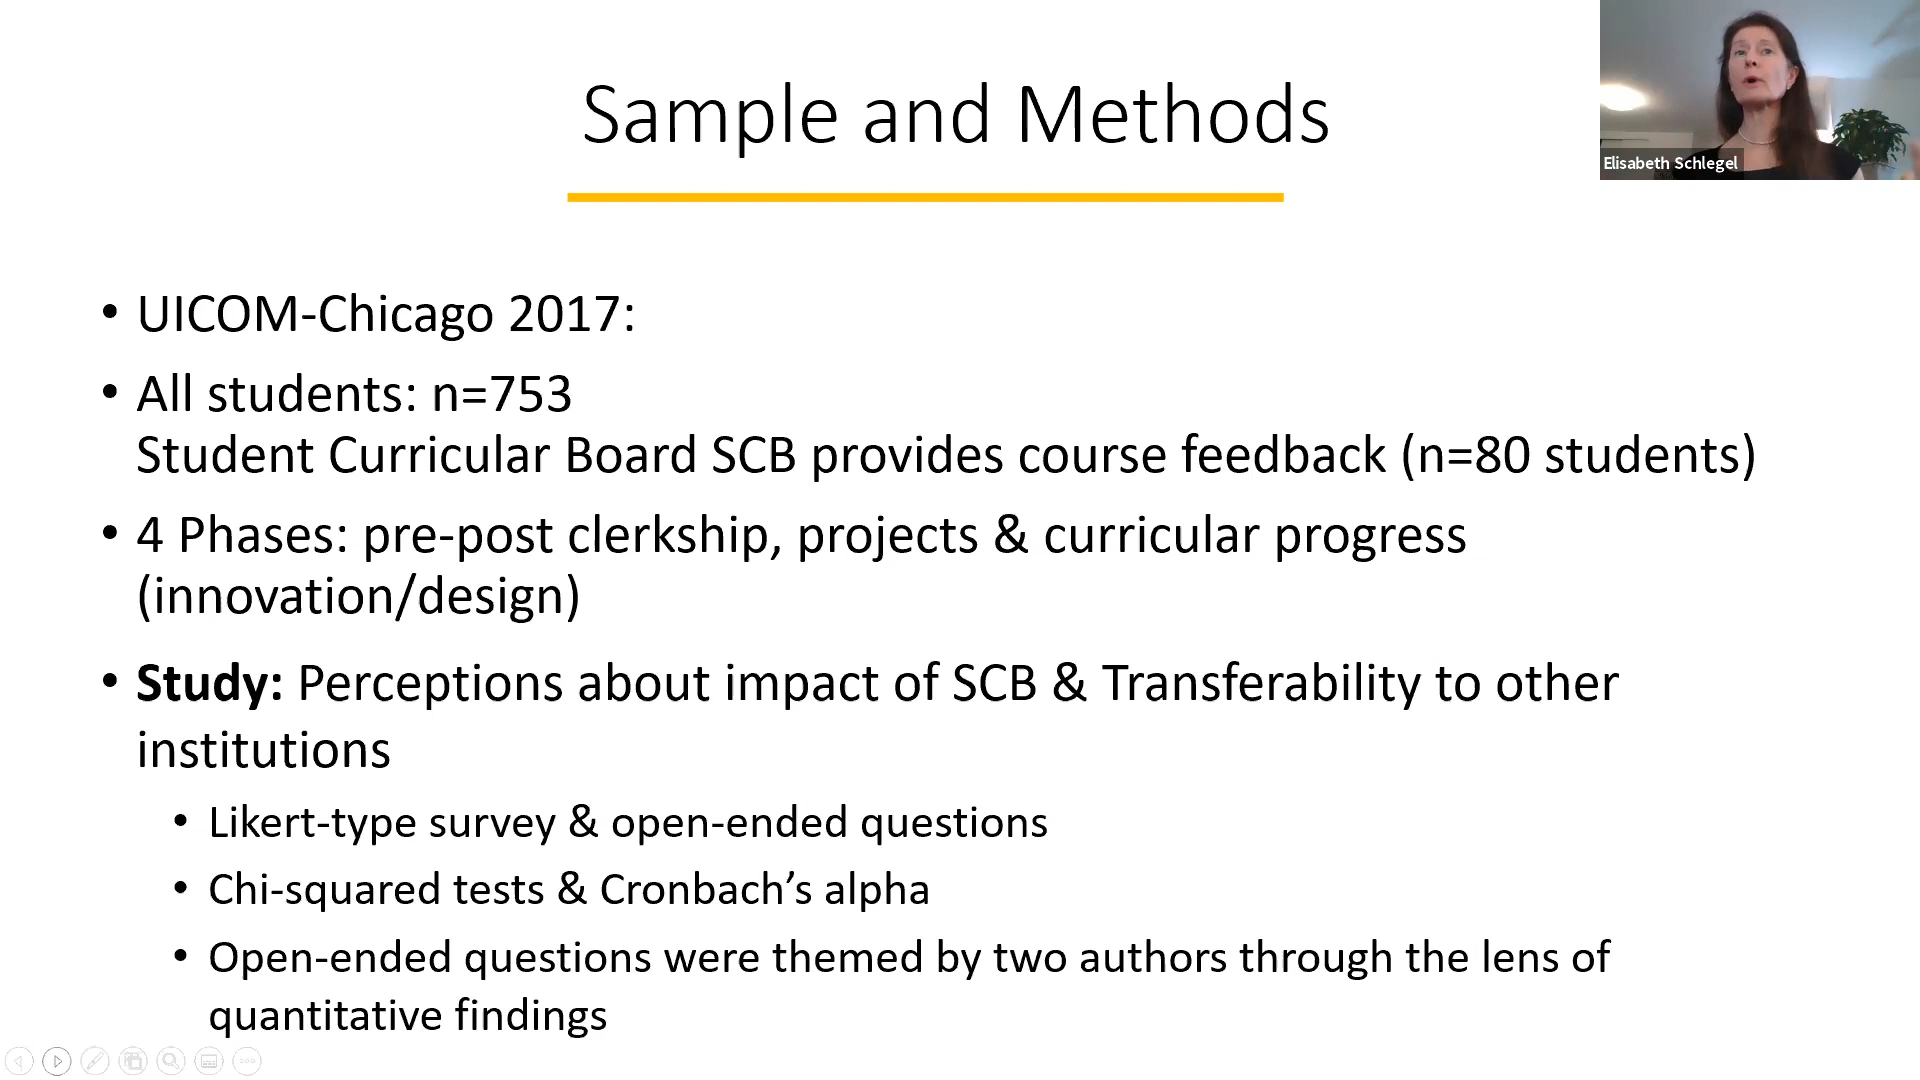 Sample and Methods
Elisabeth Schlegel
• UICOM-Chicago 2017:
• All students: n=753
Student Curricular Board SCB provides course feedback (n=80 students)
• 4 Phases: pre-post clerkship, projects & curricular progress
(innovation/design)
• Study: Perceptions about impact of SCB & Transferability to other
institutions
• Likert-type survey & open-ended questions
• Chi-squared tests & Cronbach’s alpha
• Open-ended questions were themed by two authors through the lens of
quantitative findings